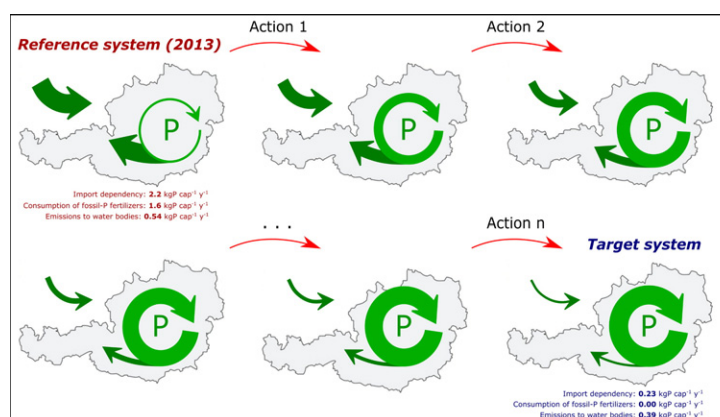 Action 1
Action 2
Reference system (2013)
P
P
P
Import dependency: 2.2 kgP cap⁻¹ y⁻¹
Consumption of fossil-P fertilizers: 1.6 kgP cap⁻¹ y⁻¹
Emissions to water bodies: 0.54 kgP cap⁻¹ y⁻¹
. . .
Action n
Target system
P
P
P
Import dependency: 0.23 kgP cap⁻¹ y⁻¹
Consumption of fossil-P fertilizers: 0.00 kgP cap⁻¹ y⁻¹
Emissions to water bodies: 0.39 kgP cap⁻¹ y⁻¹